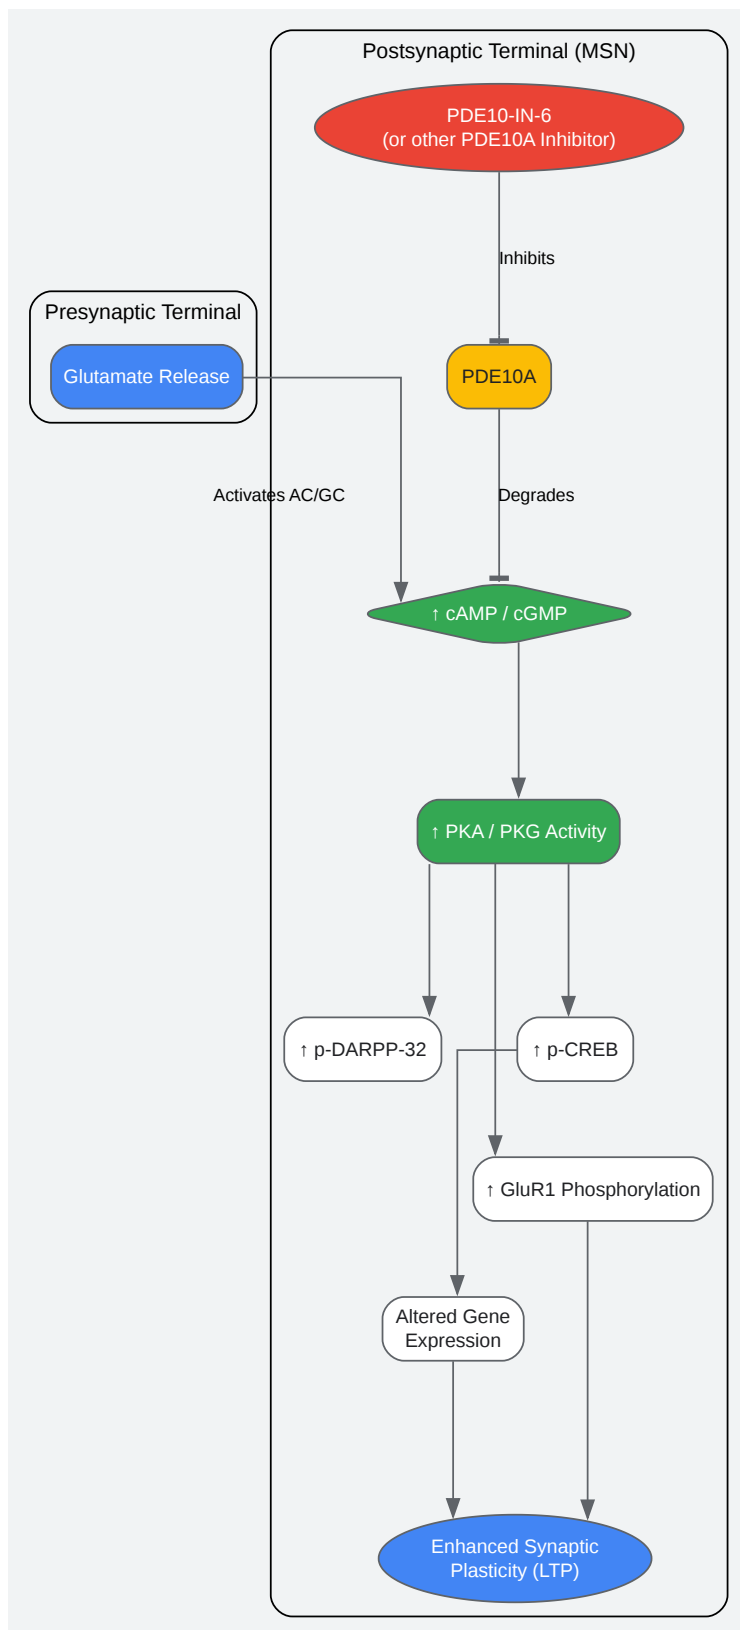 Postsynaptic Terminal (MSN)
PDE10-IN-6
(or other PDE10A Inhibitor)
Inhibits
Presynaptic Terminal
Glutamate Release
PDE10A
Activates AC/GC
Degrades
↑ cAMP / cGMP
↑ PKA / PKG Activity
↑ p-DARPP-32
↑ p-CREB
↑ GluR1 Phosphorylation
Altered Gene
Expression
Enhanced Synaptic
Plasticity (LTP)